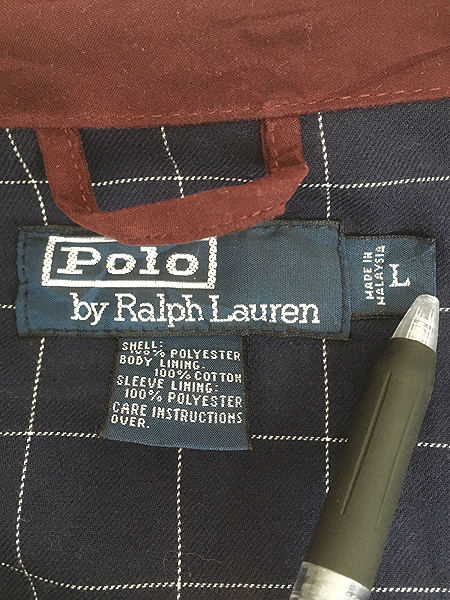 Polo
by Ralph Lauren
MADE IN
MALAYSIA
L
SHELL:
100% POLYESTER
BODY LINING:
100% COTTON
SLEEVE LINING:
100% POLYESTER
CARE INSTRUCTIONS
OVER.